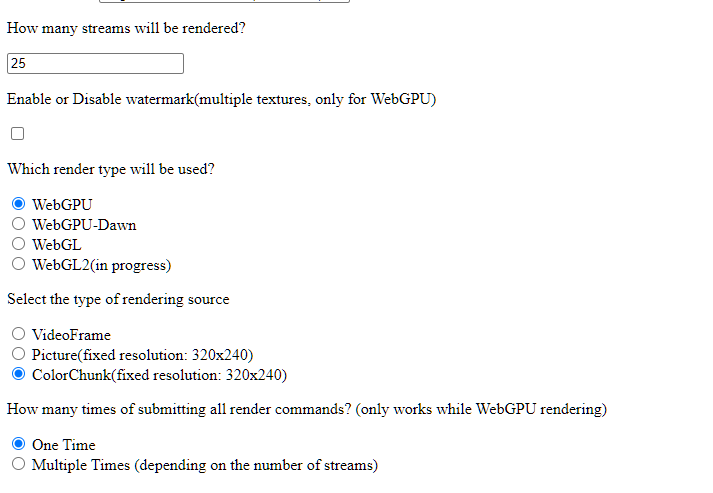 How many streams will be rendered?
25
Enable or Disable watermark(multiple textures, only for WebGPU)
Which render type will be used?
WebGPU
WebGPU-Dawn
WebGL
WebGL2(in progress)
Select the type of rendering source
VideoFrame
Picture(fixed resolution: 320x240)
ColorChunk(fixed resolution: 320x240)
How many times of submitting all render commands? (only works while WebGPU rendering)
One Time
Multiple Times (depending on the number of streams)